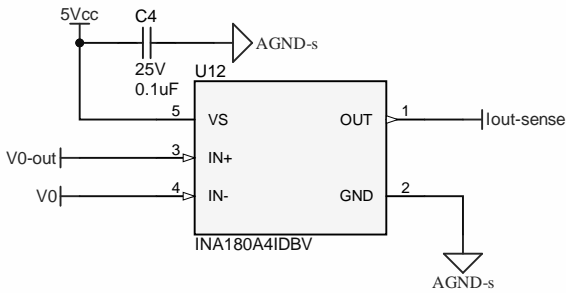 5Vcc
C4
AGND-s
25V
0.1uF
U12
5
VS
OUT
1
Iout-sense
V0-out
3
IN+
V0
4
IN-
GND
2
INA180A4IDBV
AGND-s